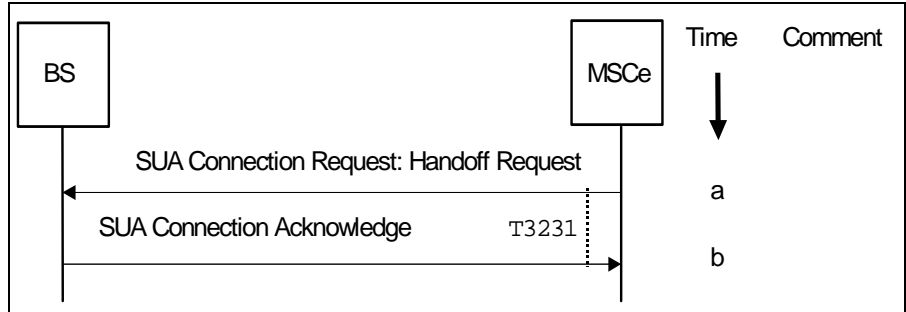 Time Comment
BS MSCe
SUA Connection Request: Handoff Request
a
SUA Connection Acknowledge T3231
b